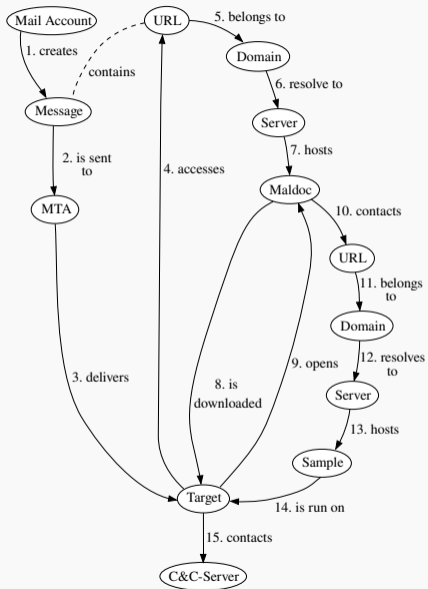 Mail Account
URL
5. belongs to
1. creates
contains
Domain
6. resolve to
Message
Server
2. is sent
to
7. hosts
4. accesses
Maldoc
MTA
10. contacts
URL
11. belongs
to
Domain
12. resolves
to
3. delivers
8. is
downloaded
9. opens
Server
13. hosts
Sample
Target
14. is run on
15. contacts
C&C-Server